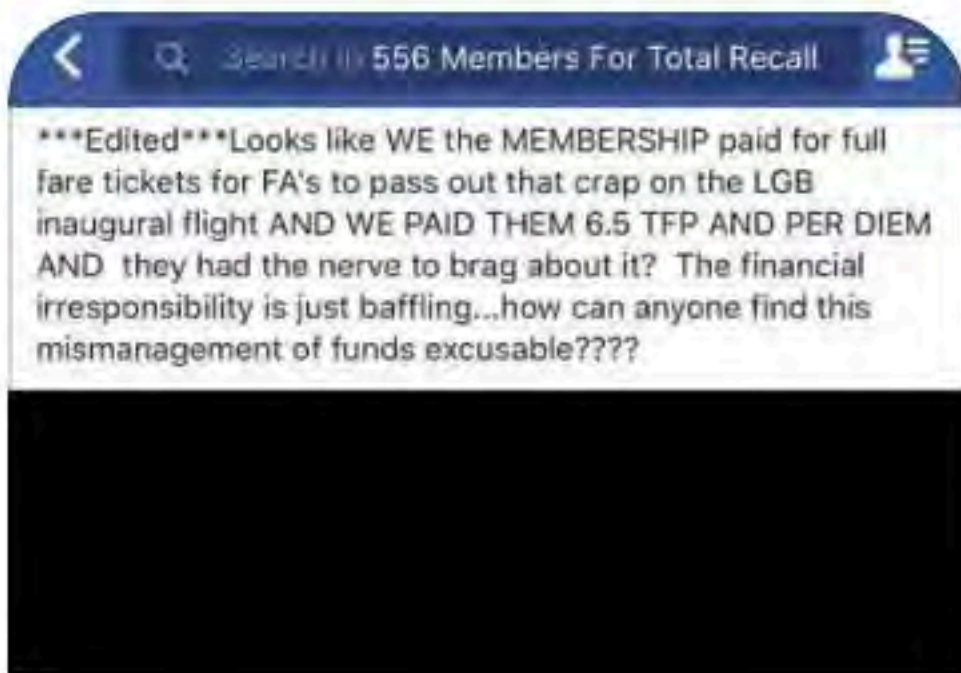 Search in 556 Members For Total Recall
***Edited***Looks like WE the MEMBERSHIP paid for full
fare tickets for FA's to pass out that crap on the LGB
inaugural flight AND WE PAID THEM 6.5 TFP AND PER DIEM
AND they had the nerve to brag about it? The financial
irresponsibility is just baffling...how can anyone find this
mismanagement of funds excusable????